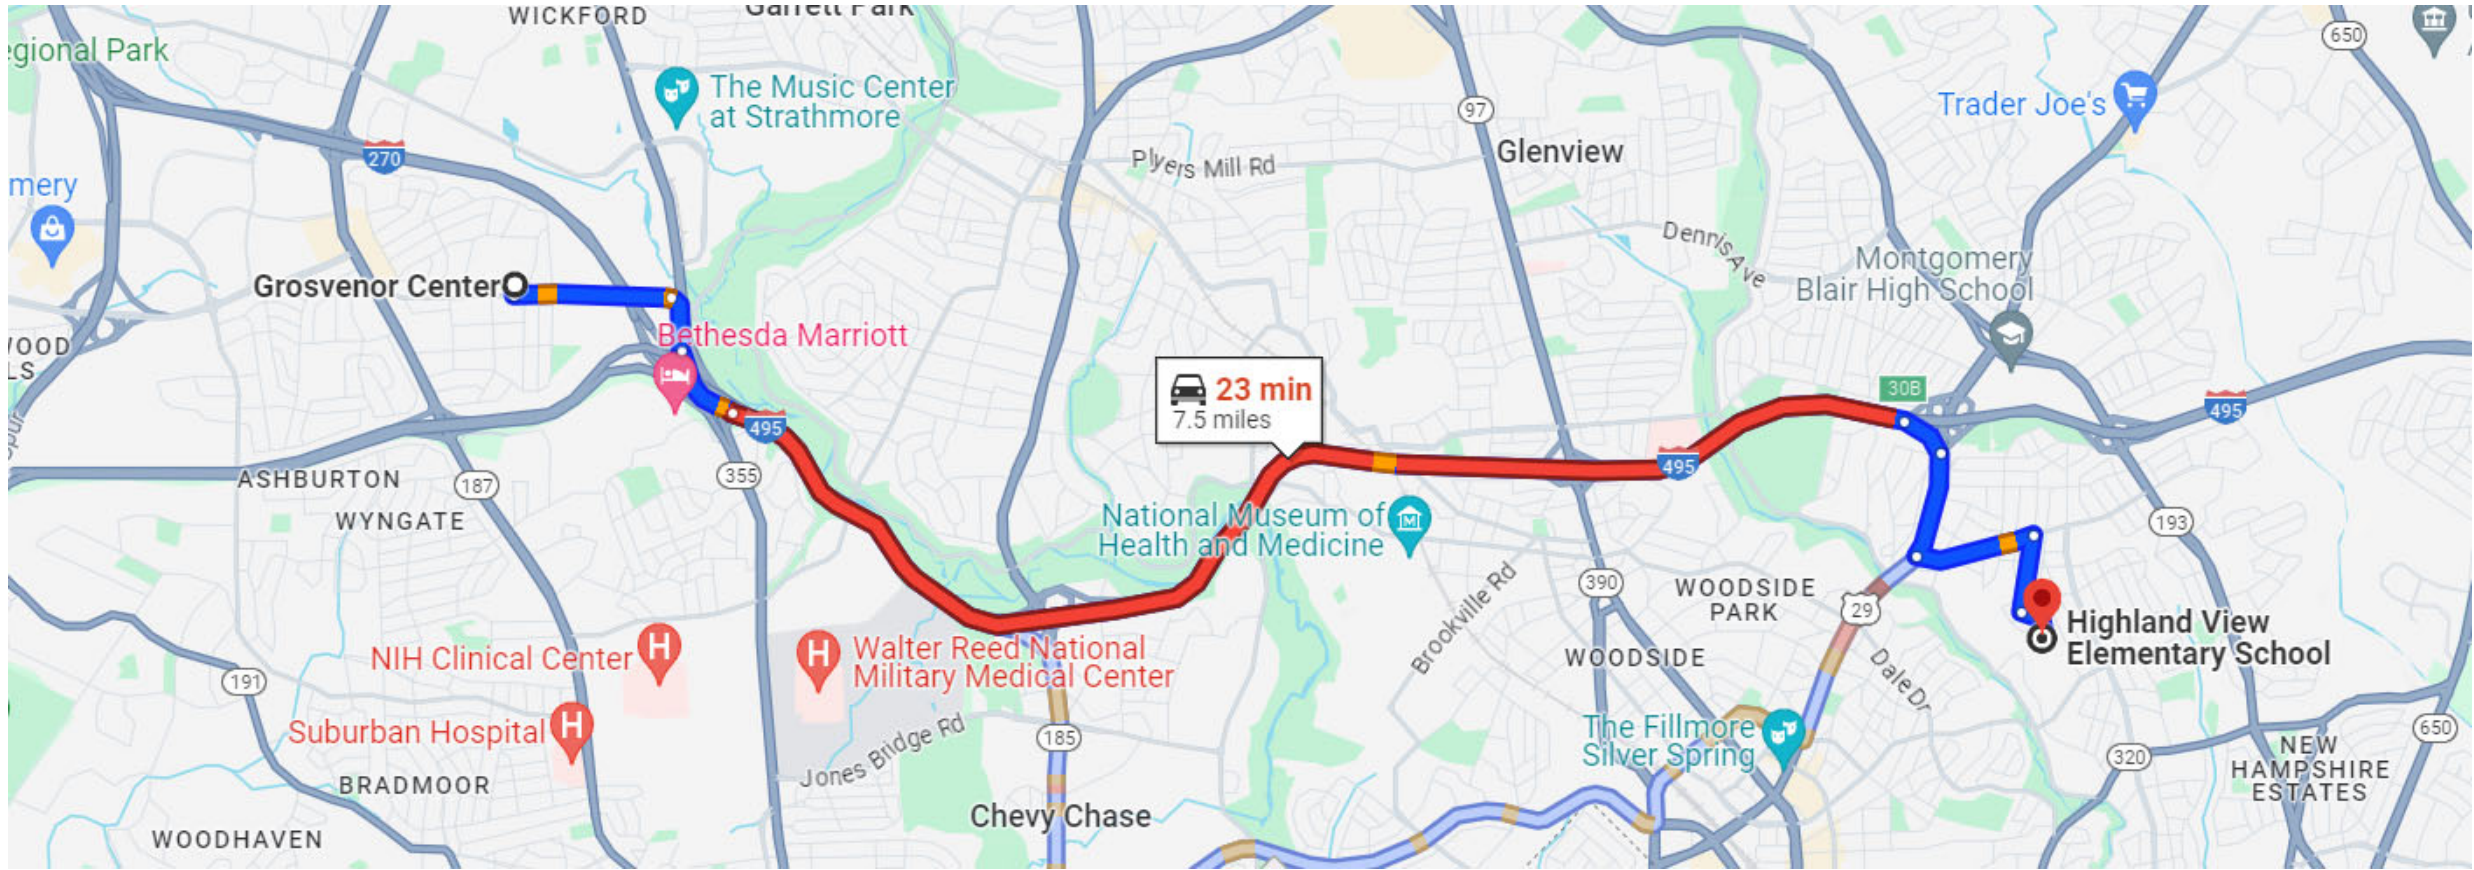 WICKFORD
Garrett Park
egional Park
650
The Music Center
at Strathmore
Trader Joe's
97
Glenview
270
Plyers Mill Rd
mery
Dennis Ave
Montgomery
Blair High School
Grosvenor Center
Bethesda Marriott
OOD
LS
23 min
7.5 miles
30B
495
495
495
ASHBURTON
187
355
WYNGATE
National Museum of
Health and Medicine
193
390
WOODSIDE
PARK
29
Brookville Rd
Highland View
Elementary School
NIH Clinical Center
Walter Reed National
Military Medical Center
WOODSIDE
Dale Dr
191
Suburban Hospital
185
Jones Bridge Rd
The Fillmore
Silver Spring
650
320
NEW
HAMPSHIRE
ESTATES
BRADMOOR
Chevy Chase
WOODHAVEN